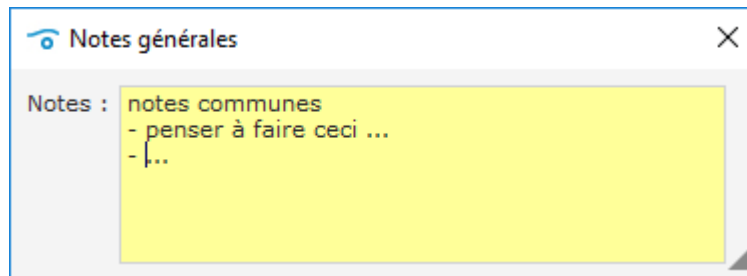 Notes générales
Notes : notes communes
- penser à faire ceci ...
- ...